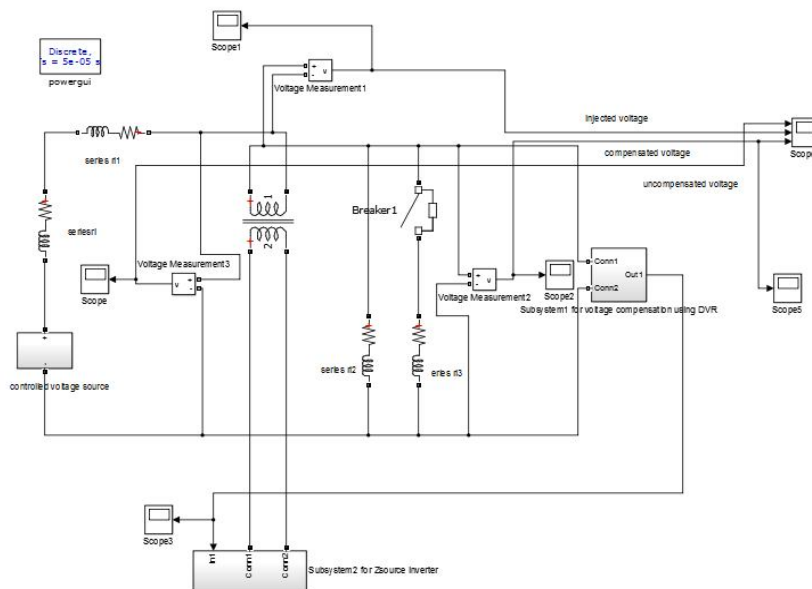 Discrete,
's = 5e-05 s
powergui
Scope1
+
-
v
Voltage Measurement1
Injected voltage
Scope
compensated voltage
uncompensated voltage
series rl1
1
2
Breaker1
seriesrl
Voltage Measurement3
Scope
v
+
-
+
-
v
Voltage Measurement2
Scope2
Conn1
Conn2
Out1
Scope5
Subsystem1 for voltage compensation using DVR
+
-
controlled voltage source
series rl2
eries rl3
Scope3
In1
Conn1
Conn2
Subsystem2 for Zsource Inverter